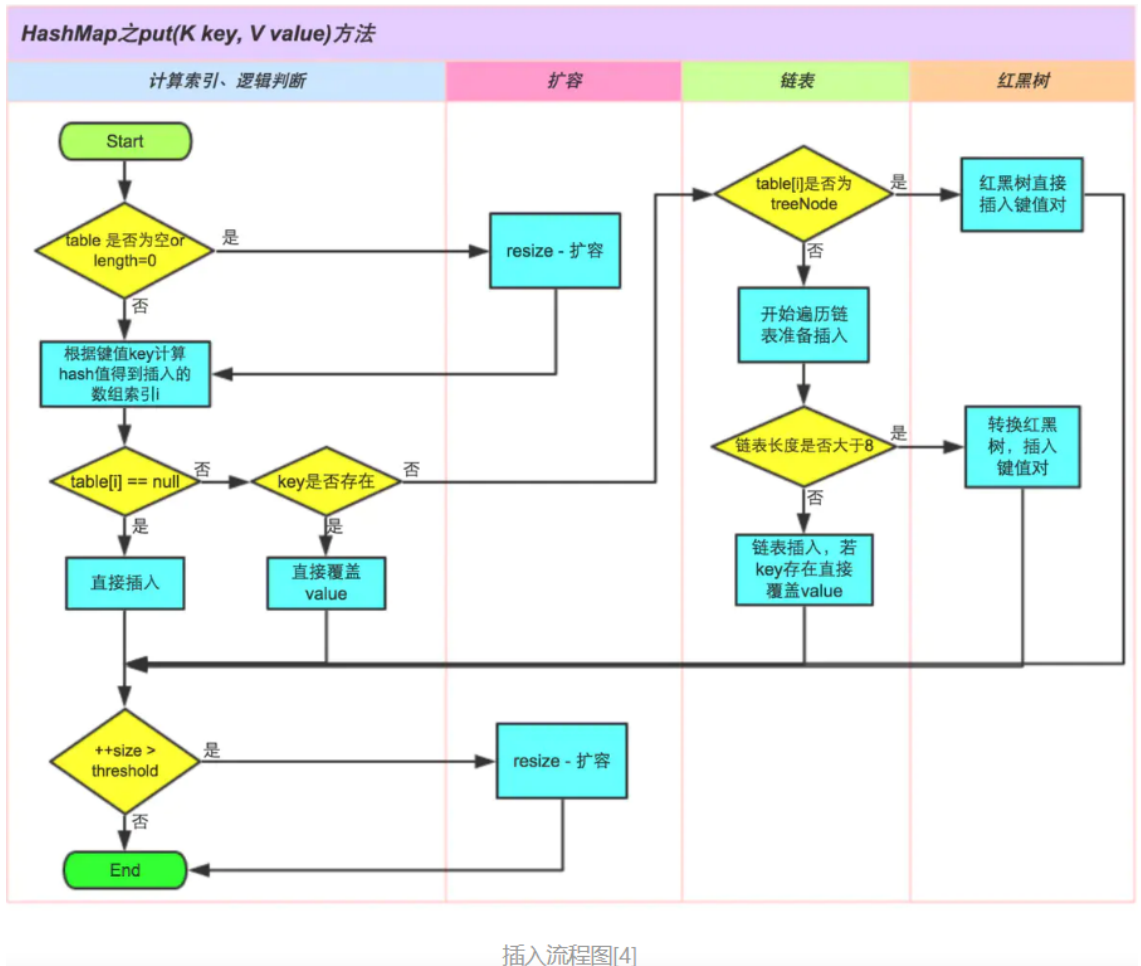 HashMap之put(K key, V value)方法
计算索引、逻辑判断
扩容
链表
红黑树
Start
table 是否为空or
length=0
是
resize - 扩容
否
根据键值key计算
hash值得到插入的
数组索引i
table[i] == null
否
key是否存在
否
是
直接插入
是
直接覆盖
value
table[i]是否为
treeNode
是
红黑树直接
插入键值对
否
开始遍历链
表准备插入
链表长度是否大于8
是
转换红黑
树，插入
键值对
否
链表插入，若
key存在直接
覆盖value
++size >
threshold
是
resize - 扩容
否
End
插入流程图[4]